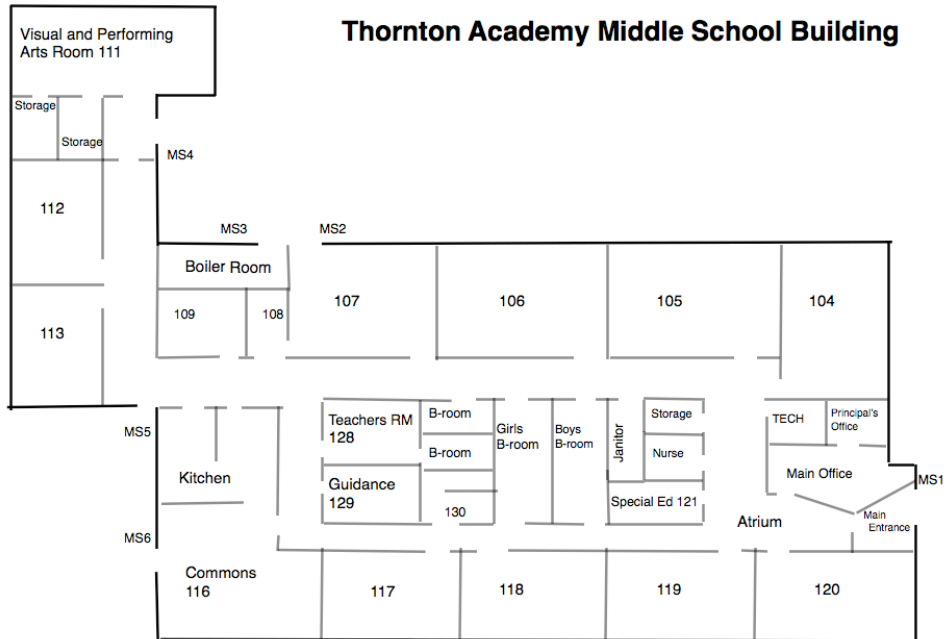 Thornton Academy Middle School Building
Visual and Performing
Arts Room 111
Storage
Storage
MS4
112
MS3
MS2
Boiler Room
107
106
105
104
109
108
113
Teachers RM
128
B-room
B-room
Girls
B-room
Boys
B-room
Janitor
Storage
Nurse
TECH
Principal's
Office
MS5
Kitchen
Guidance
129
130
Special Ed 121
Main Office
MS1
Atrium
Main
Entrance
MS6
Commons
116
117
118
119
120